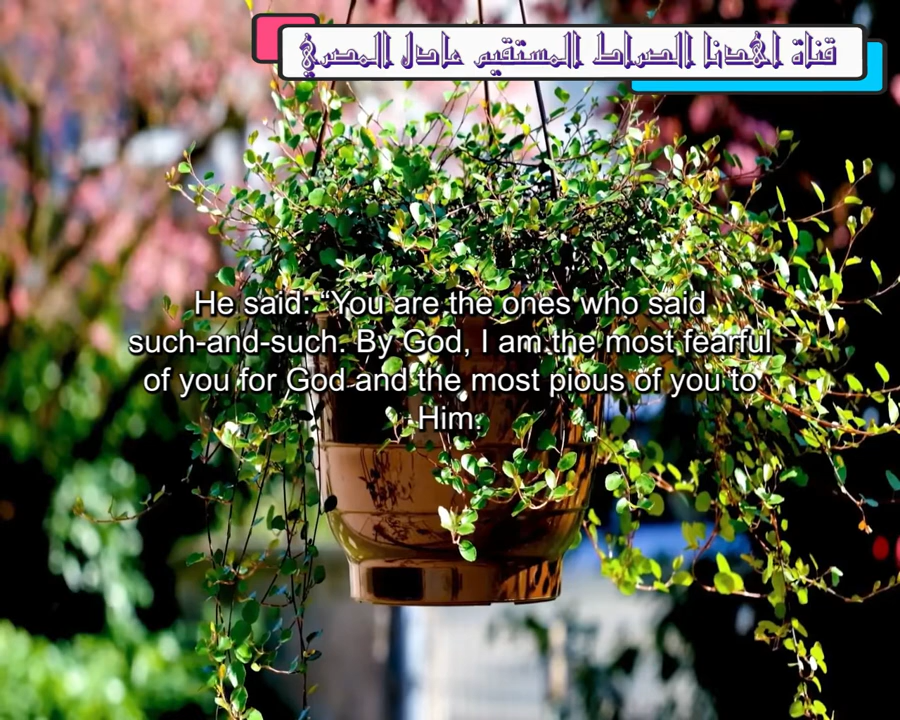 قناة اهدنا الصراط المستقيم عادل المصري
He said: “You are the ones who said
such-and-such. By God, I am the most fearful
of you for God and the most pious of you to
Him.